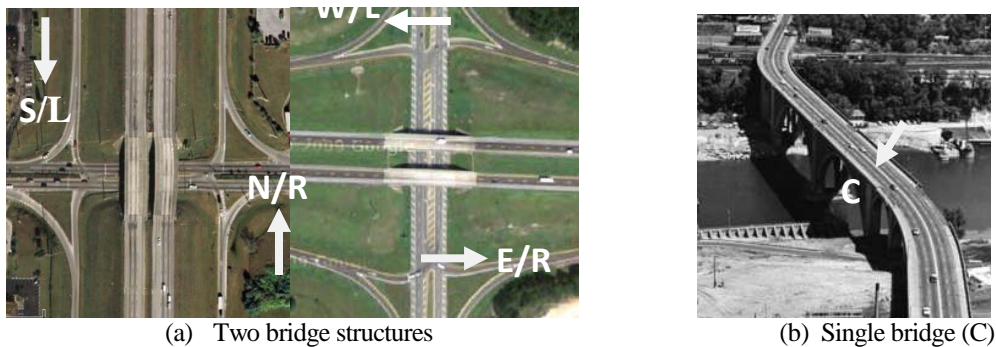 W/L
S/L
N/R
E/R
C
(a) Two bridge structures
(b) Single bridge (C)